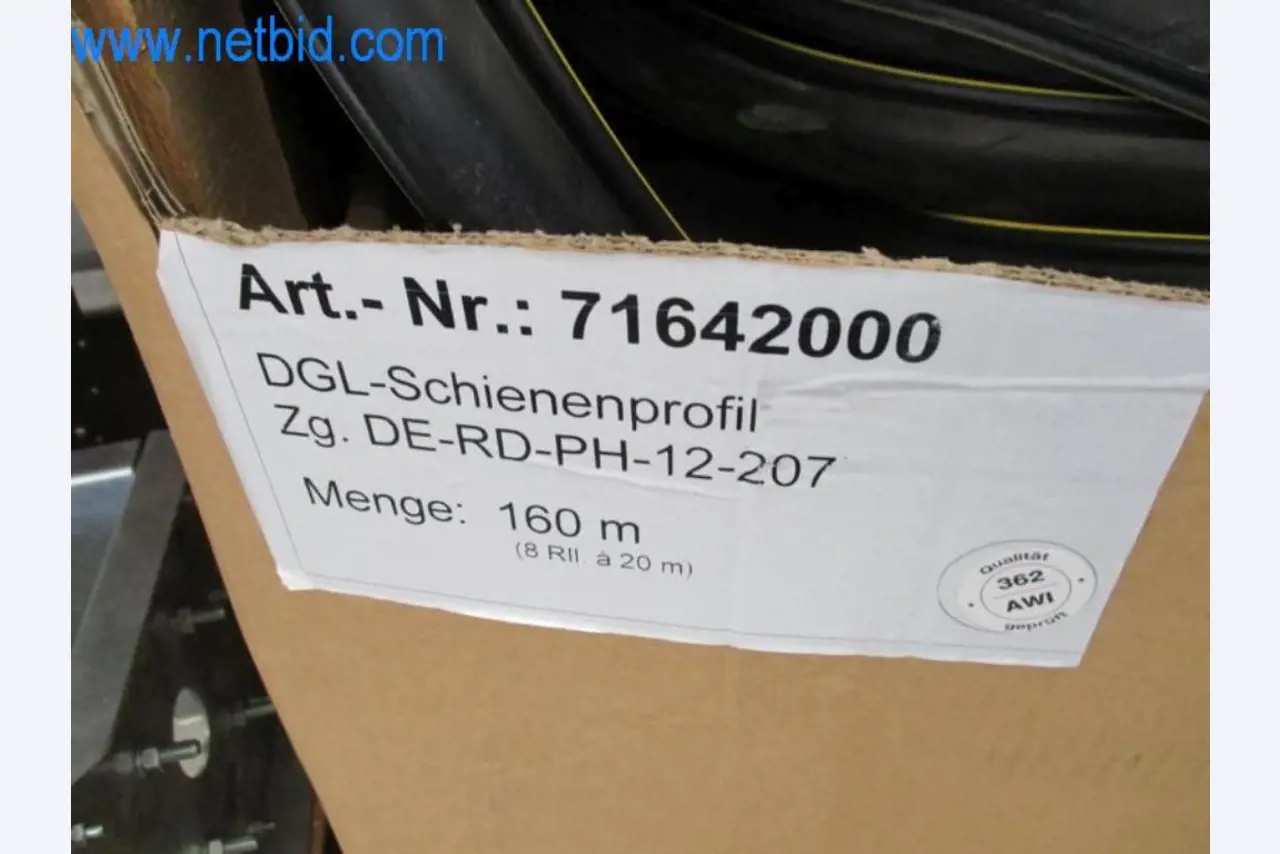 www.netbid.com
Art.- Nr.: 71642000
DGL-Schienenprofil
Zg. DE-RD-PH-12-207
Menge: 160 m
(8 Rll. à 20 m)
Qualität
362
AWI
geprüft